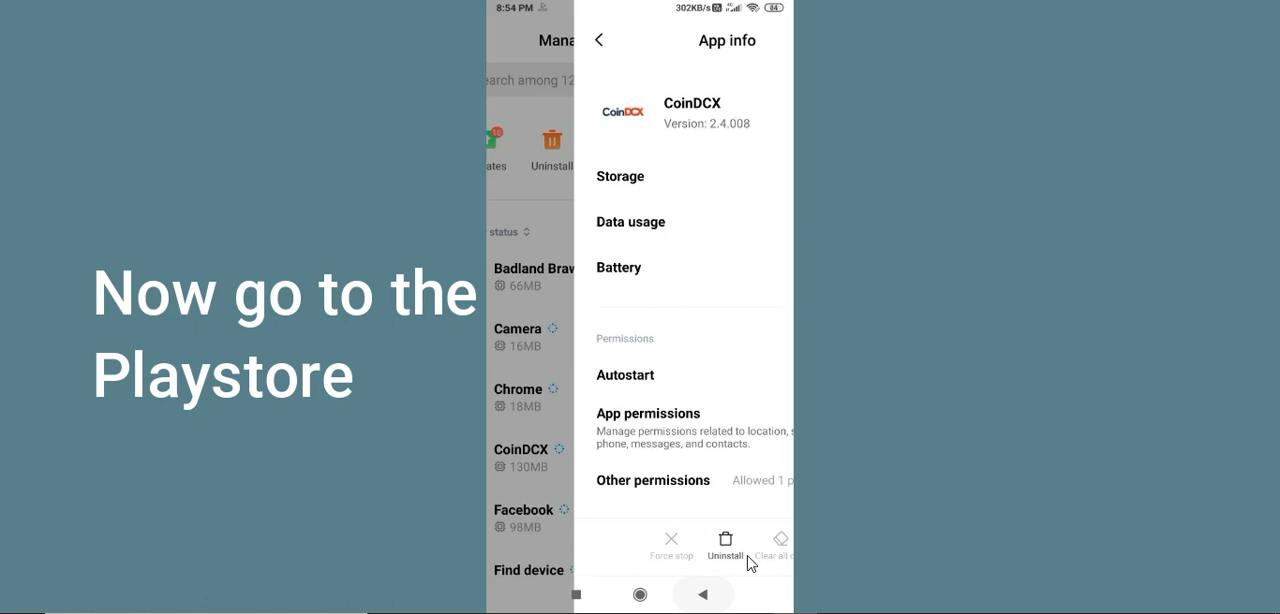 8:54 PM
302KB/s
84
Mana
App info
earch among 12
CoinDCX
CoinDCX
Version: 2.4.008
10
ates
Uninstall
Storage
Data usage
status
Battery
Badland Braw
66MB
Now go to the
Playstore
Camera
16MB
Permissions
Chrome
18MB
Autostart
App permissions
Manage permissions related to location, s
phone, messages, and contacts.
CoinDCX
130MB
Other permissions
Allowed 1 p
Facebook
98MB
Force stop
Uninstall
Clear all d
Find device